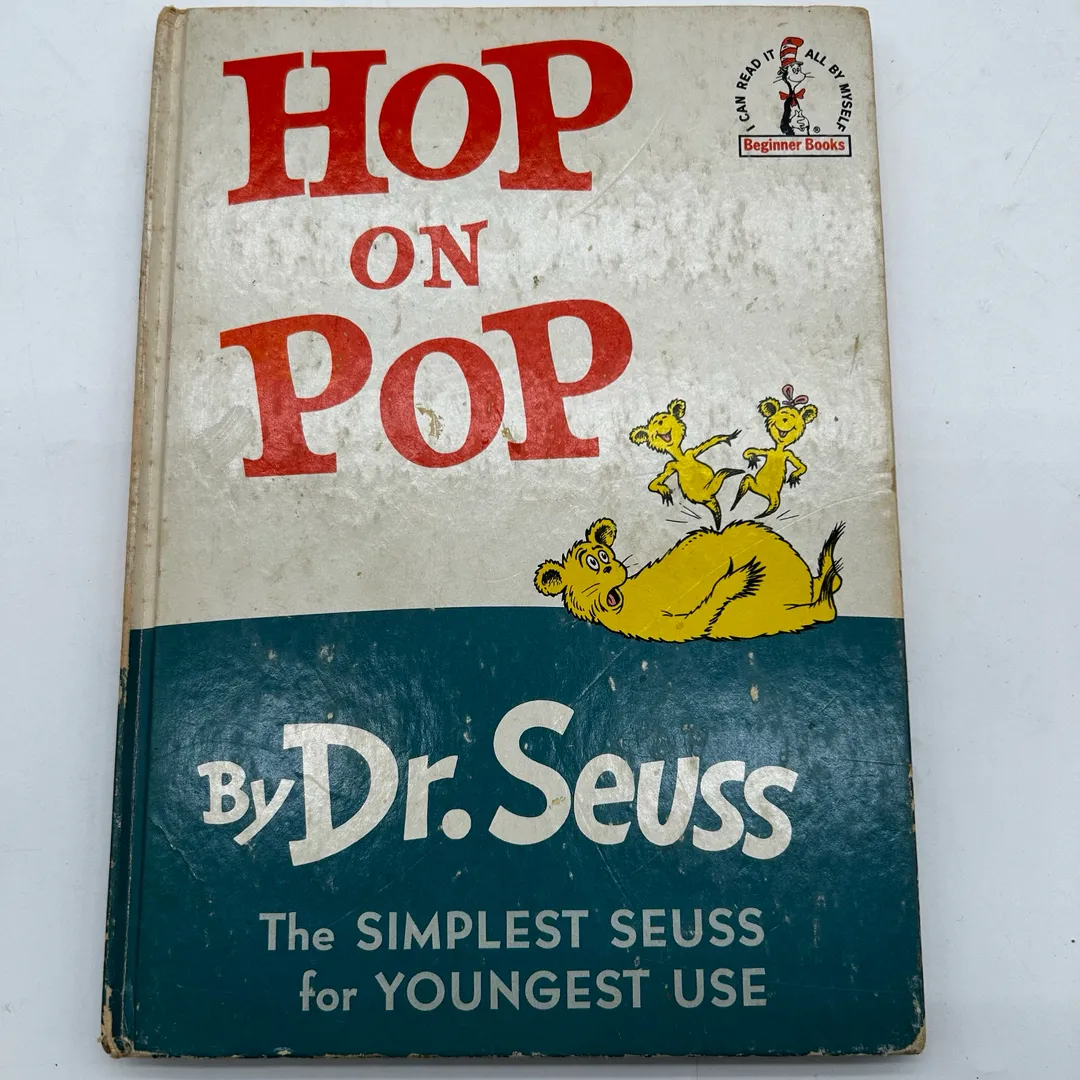 HOP
ON
POP
I CAN READ IT ALL BY MYSELF
®
Beginner Books
By Dr. Seuss
The SIMPLEST SEUSS
for YOUNGEST USE